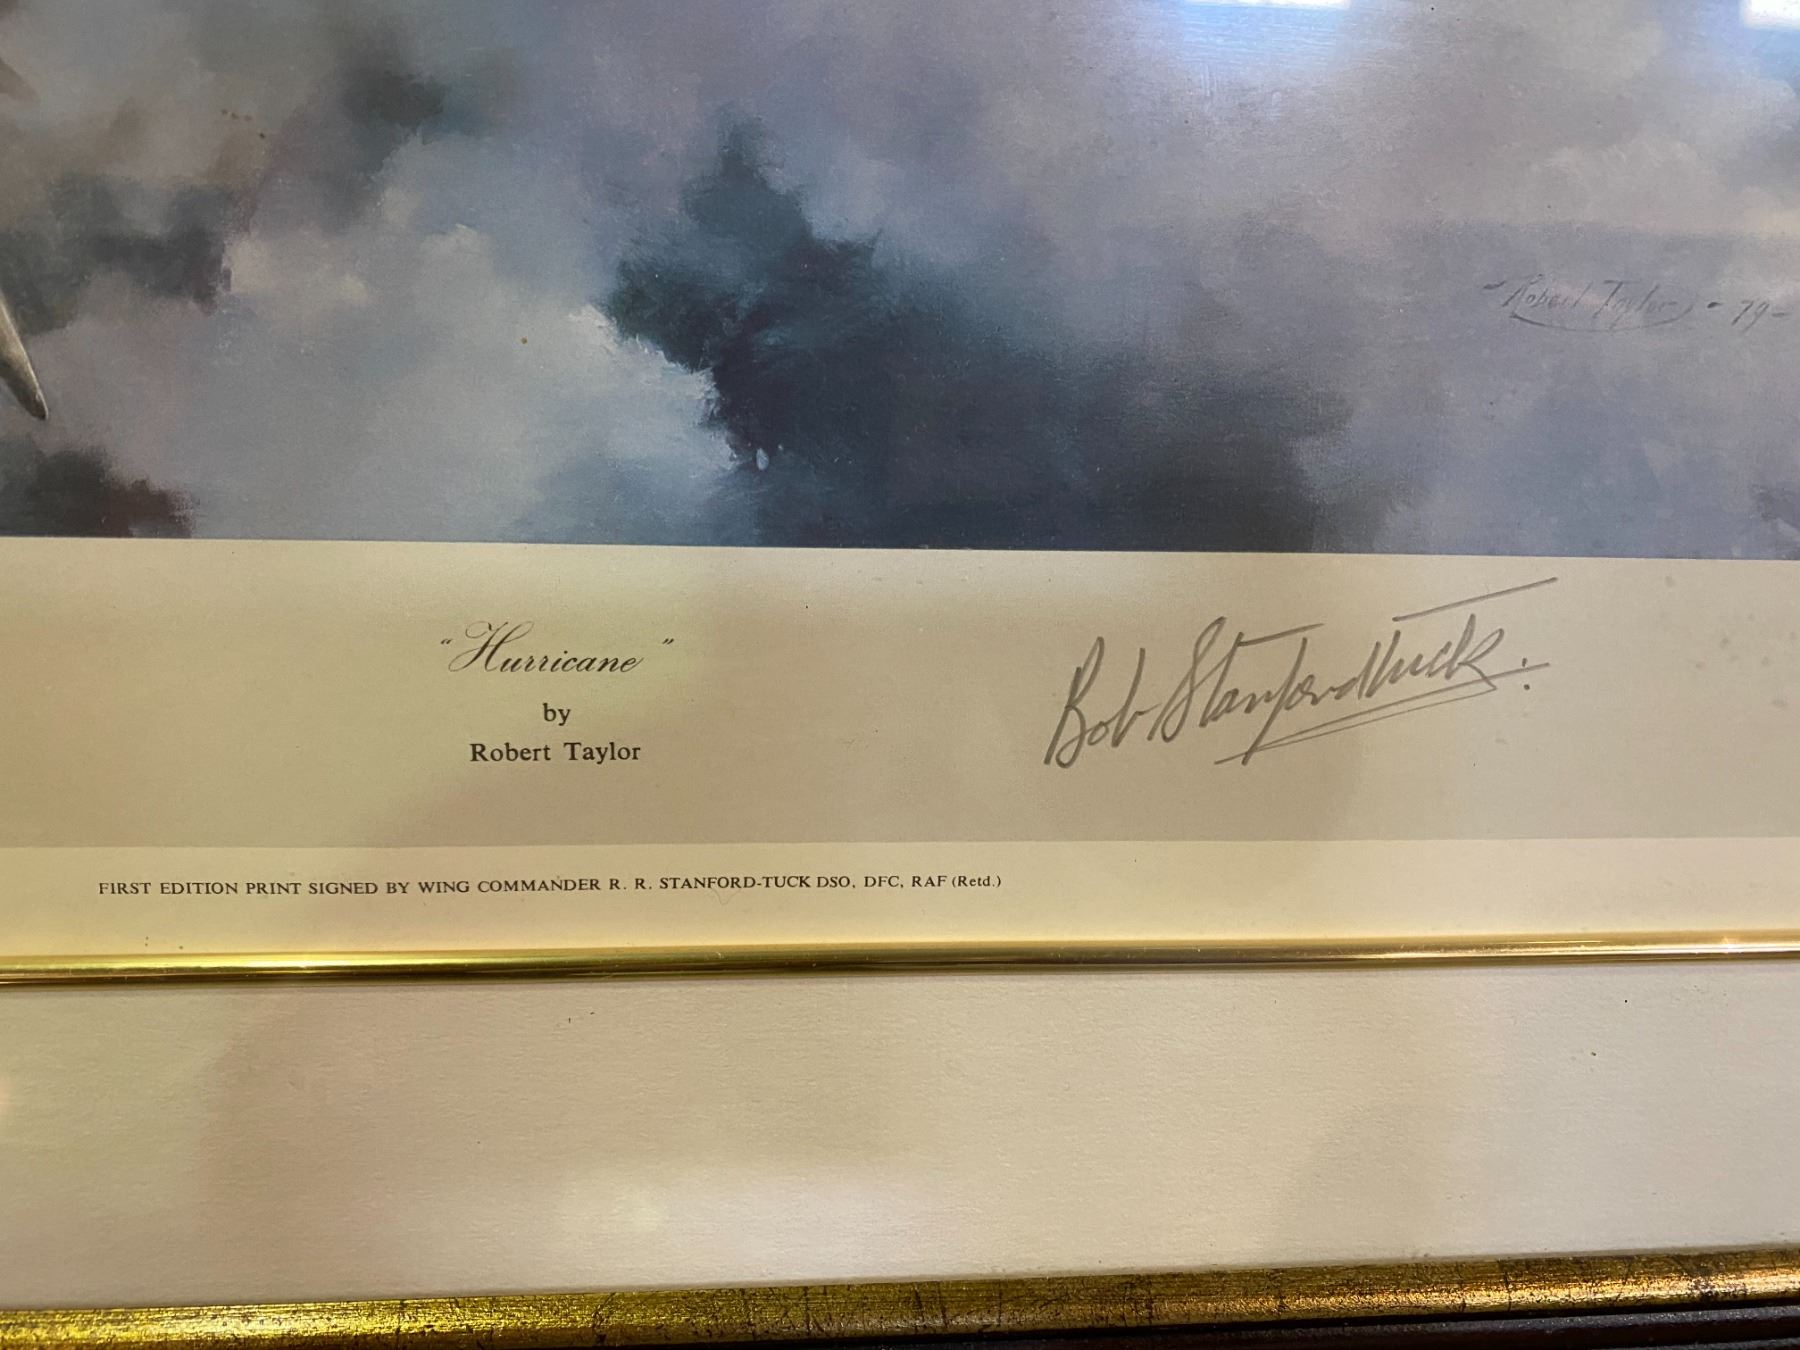 Robert Taylor - 79 -
"Hurricane"
by
Robert Taylor
Bob Stanford Tuck.
FIRST EDITION PRINT SIGNED BY WING COMMANDER R. R. STANFORD-TUCK DSO, DFC, RAF (Retd.)